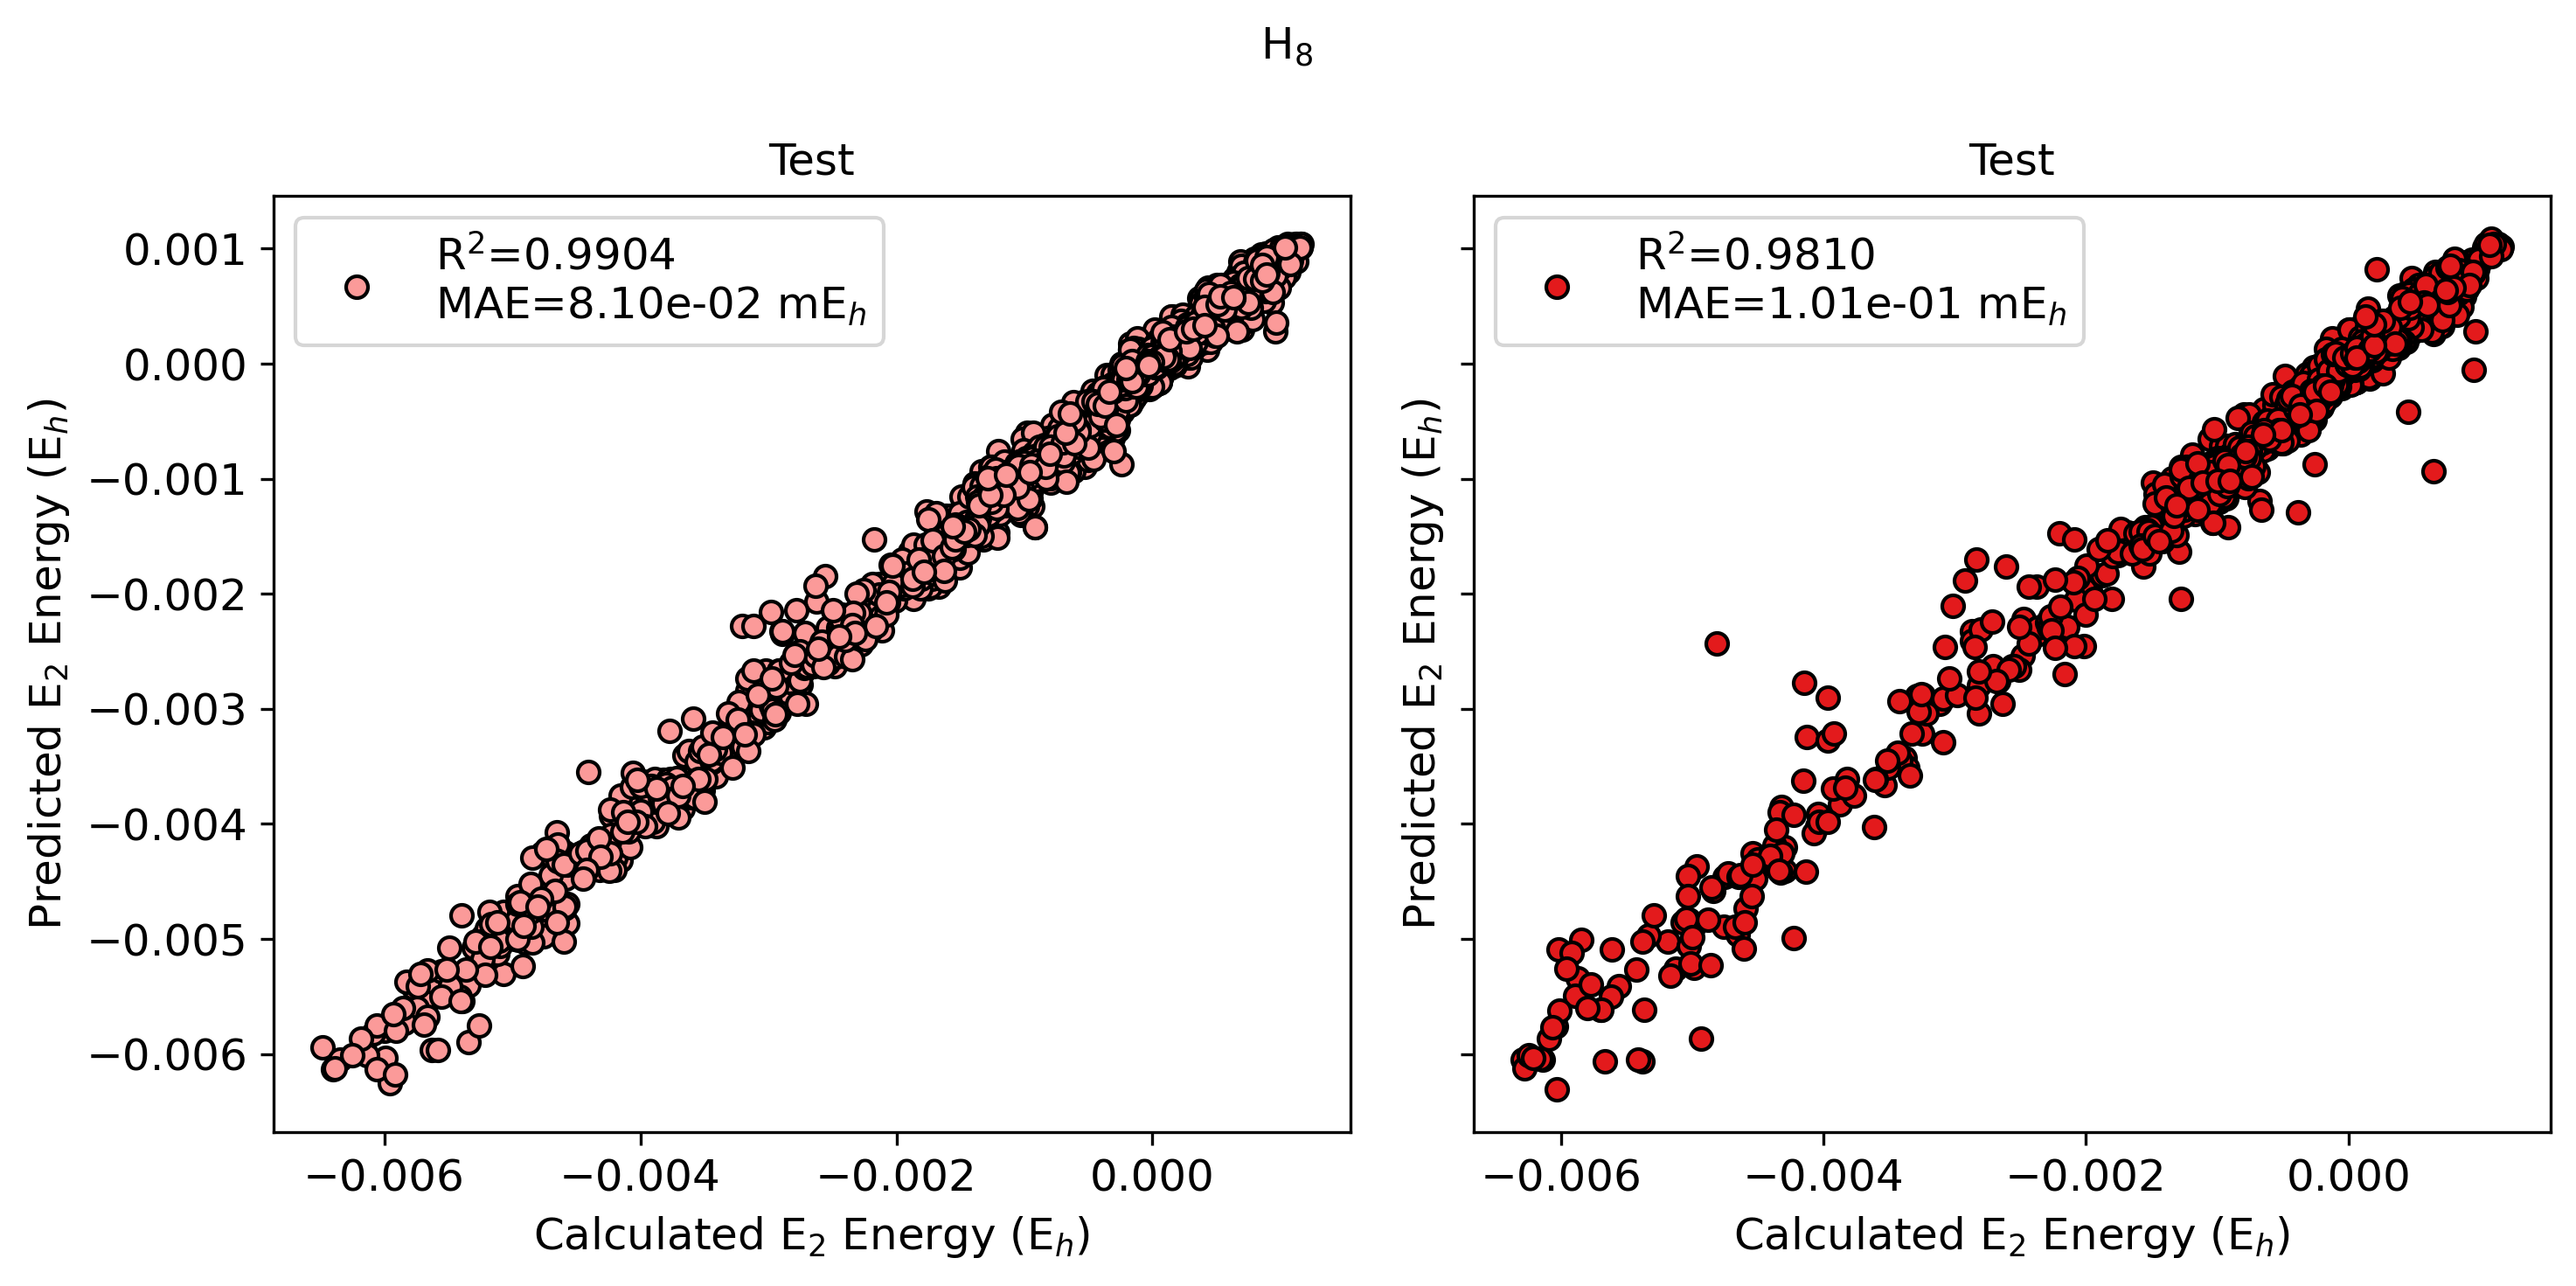 H₈
Test
R²=0.9904
MAE=8.10e-02 mEₕ
0.001
0.000
−0.001
−0.002
−0.003
−0.004
−0.005
−0.006
Predicted E₂ Energy (Eₕ)
−0.006 −0.004 −0.002 0.000
Calculated E₂ Energy (Eₕ)
Test
R²=0.9810
MAE=1.01e-01 mEₕ
Predicted E₂ Energy (Eₕ)
−0.006 −0.004 −0.002 0.000
Calculated E₂ Energy (Eₕ)